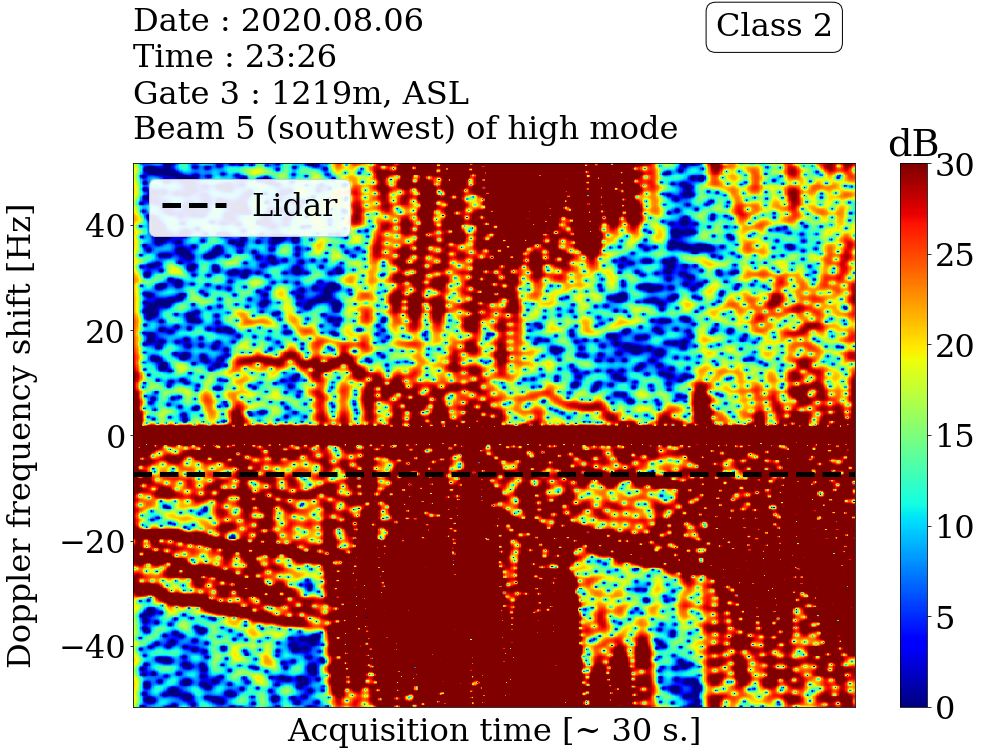 Date : 2020.08.06
Time : 23:26
Gate 3 : 1219m, ASL
Beam 5 (southwest) of high mode
Class 2
dB
Lidar
Doppler frequency shift [Hz]
40
20
0
−20
−40
30
25
20
15
10
5
0
Acquisition time [~ 30 s.]